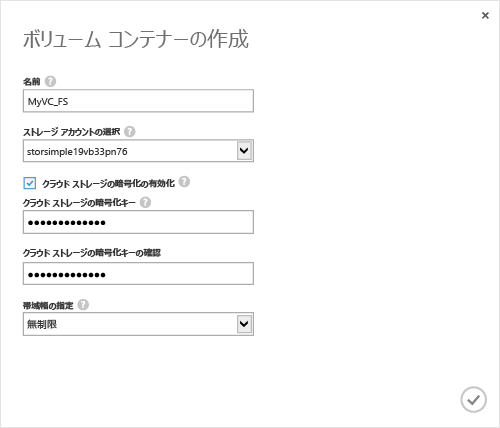 ボリューム コンテナーの作成
名前
MyVC_FS
ストレージ アカウントの選択
storsimple19vb33pn76
クラウド ストレージの暗号化の有効化
クラウド ストレージの暗号化キー
●●●●●●●●●●●●●
クラウド ストレージの暗号化キーの確認
●●●●●●●●●●●●●
帯域幅の指定
無制限